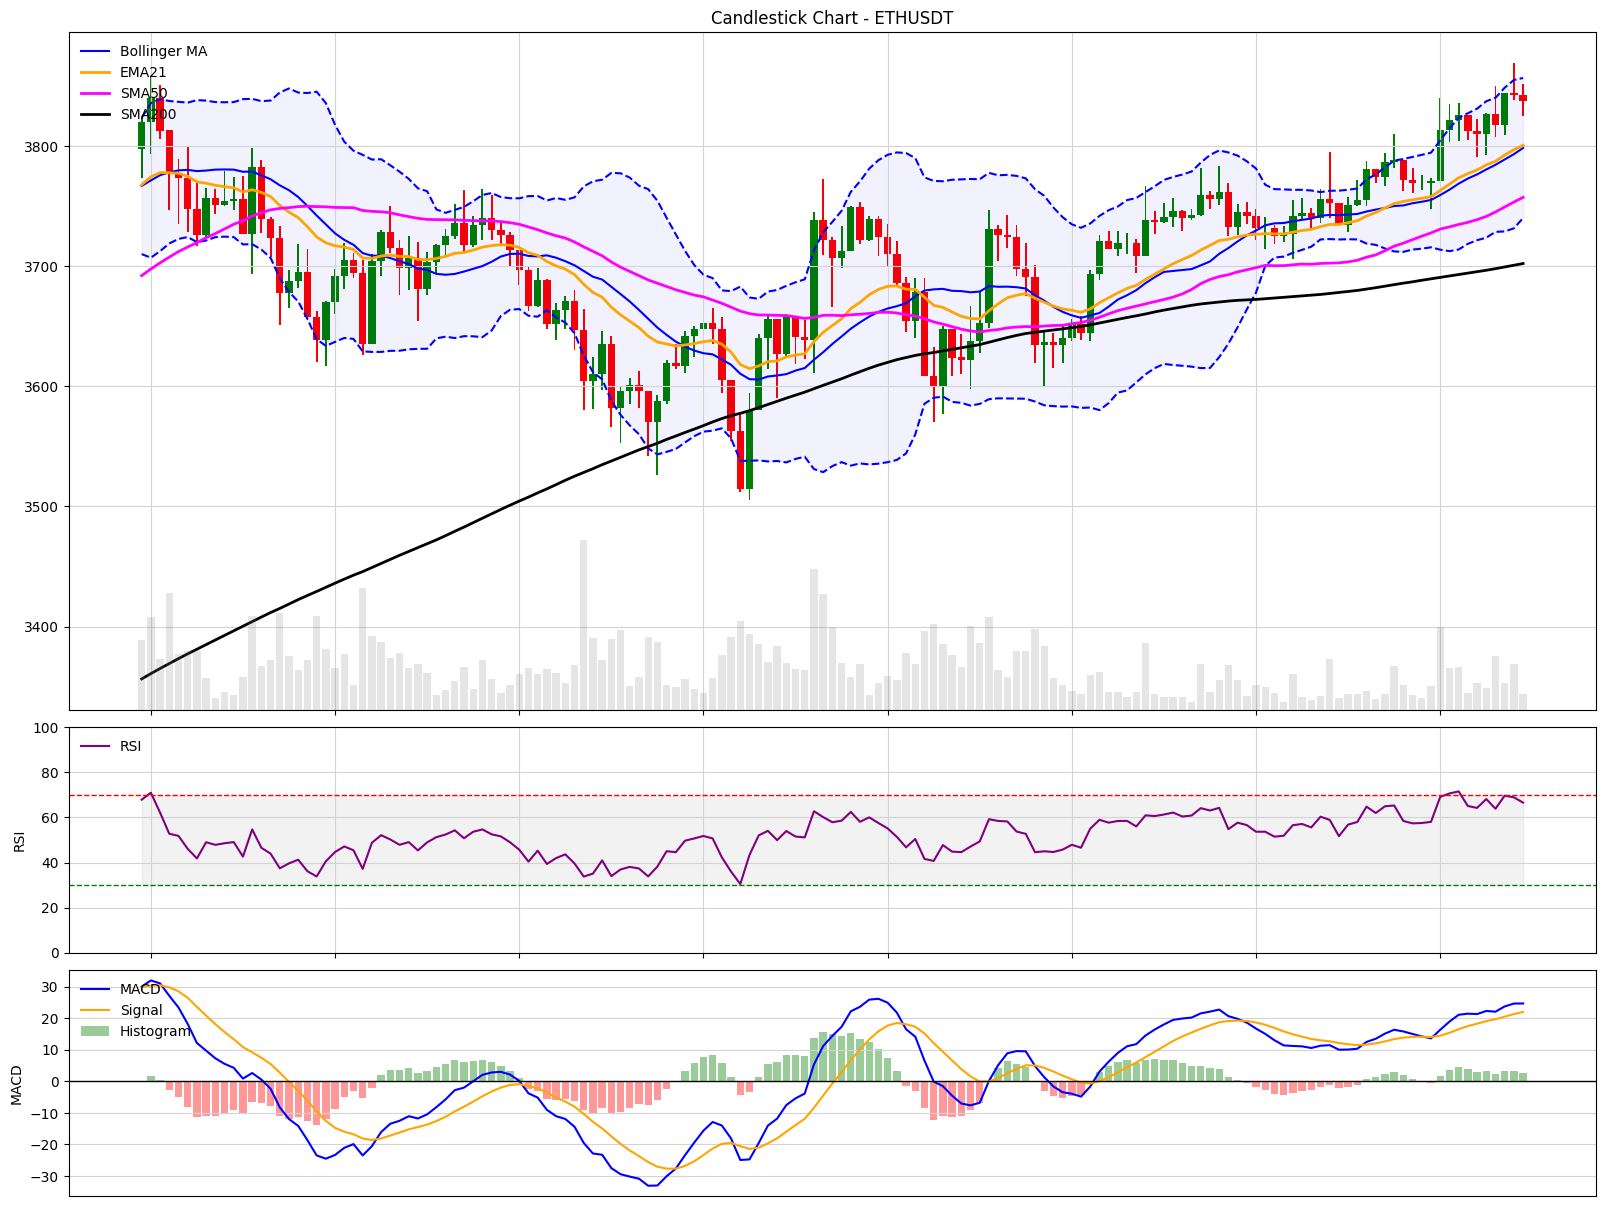 Candlestick Chart - ETHUSDT
Bollinger MA
EMA21
SMA50
SMA200
3800
3700
3600
3500
3400
RSI
100
80
60
40
20
0
RSI
MACD
Signal
Histogram
30
20
10
0
−10
−20
−30
MACD